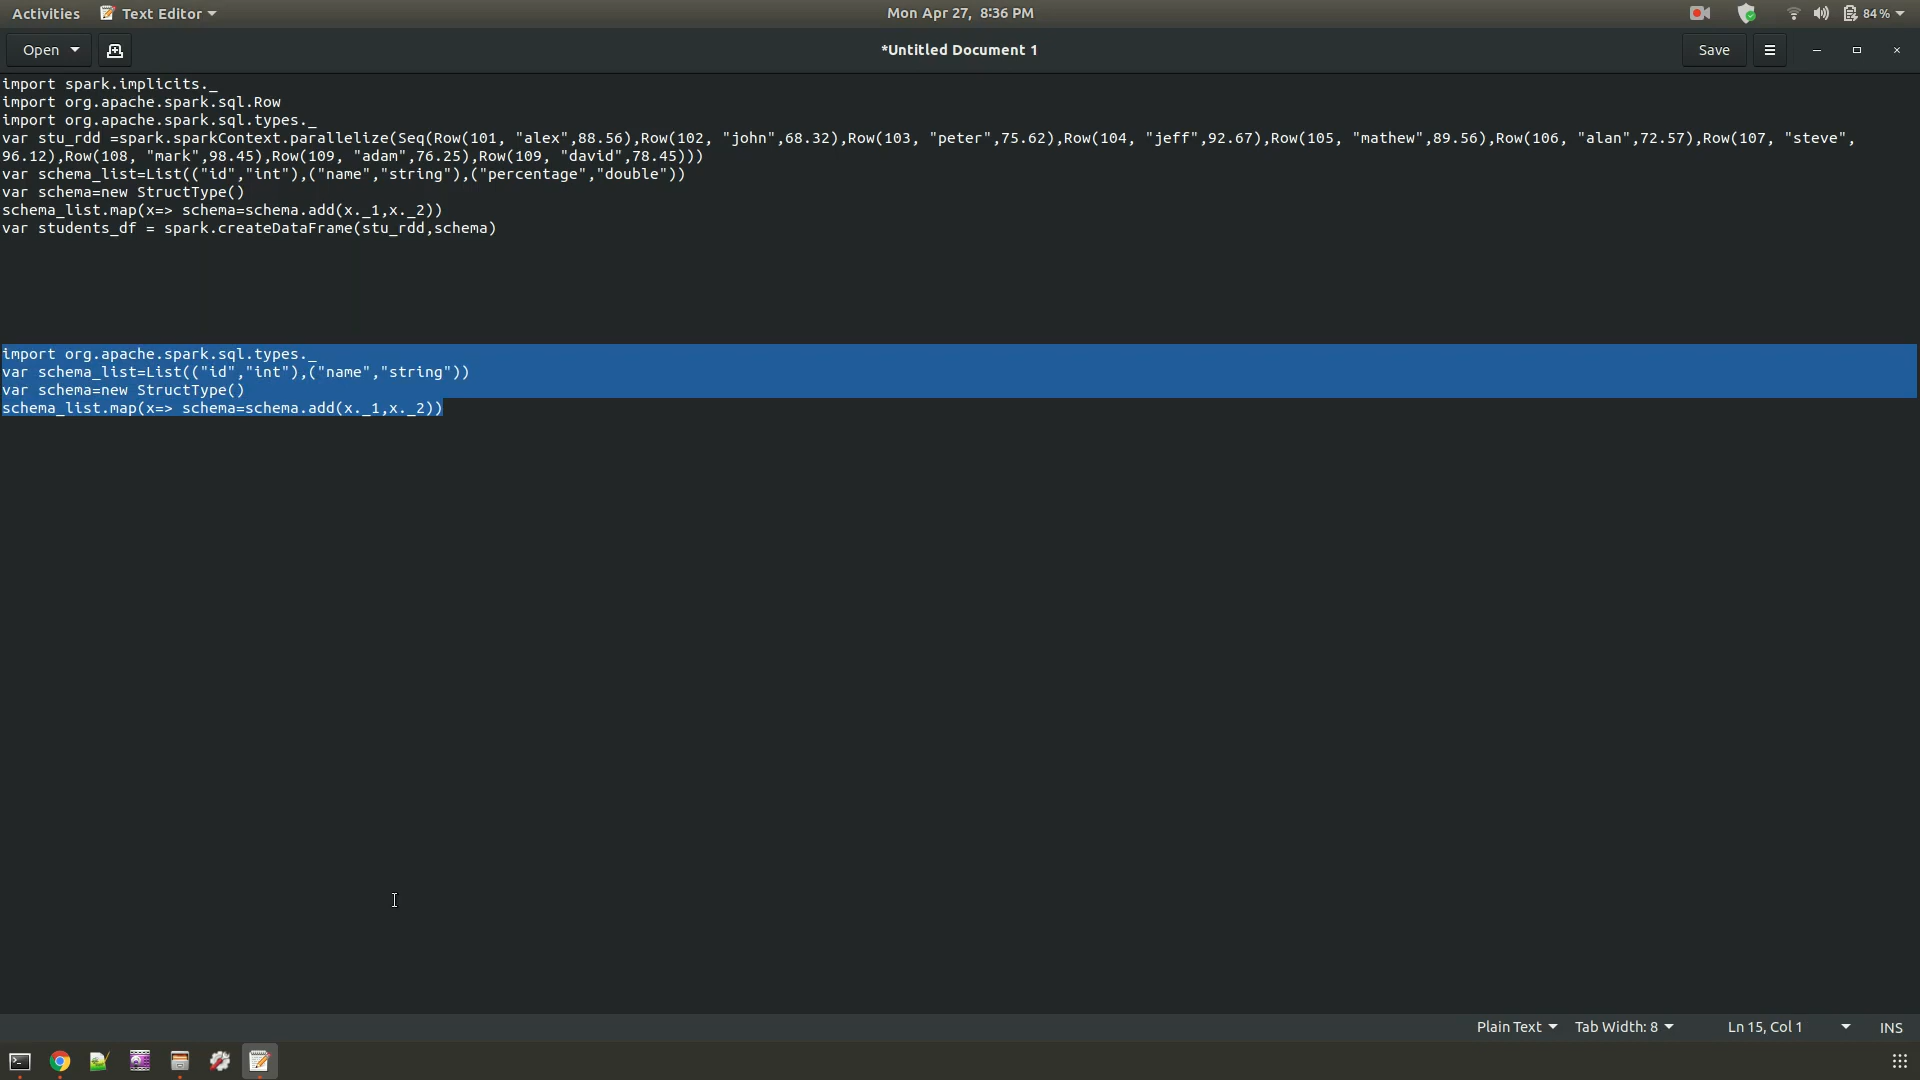 Activities Text Editor Mon Apr 27, 8:36 PM 84 %
Open *Untitled Document 1 Save
import spark.implicits._
import org.apache.spark.sql.Row
import org.apache.spark.sql.types._
var stu_rdd =spark.sparkContext.parallelize(Seq(Row(101, "alex",88.56),Row(102, "john",68.32),Row(103, "peter",75.62),Row(104, "jeff",92.67),Row(105, "mathew",89.56),Row(106, "alan",72.57),Row(107, "steve",
96.12),Row(108, "mark",98.45),Row(109, "adam",76.25),Row(109, "david",78.45)))
var schema_list=List(("id","int"),("name","string"),("percentage","double"))
var schema=new StructType()
schema_list.map(x=> schema=schema.add(x._1,x._2))
var students_df = spark.createDataFrame(stu_rdd,schema)
import org.apache.spark.sql.types._
var schema_list=List(("id","int"),("name","string"))
var schema=new StructType()
schema_list.map(x=> schema=schema.add(x._1,x._2))
Plain Text Tab Width: 8 Ln 15, Col 1 INS